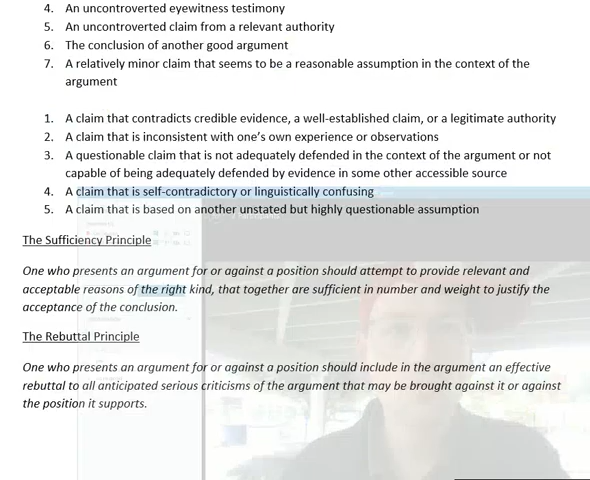 4. An uncontroverted eyewitness testimony
5. An uncontroverted claim from a relevant authority
6. The conclusion of another good argument
7. A relatively minor claim that seems to be a reasonable assumption in the context of the
argument
1. A claim that contradicts credible evidence, a well-established claim, or a legitimate authority
2. A claim that is inconsistent with one's own experience or observations
3. A questionable claim that is not adequately defended in the context of the argument or not
capable of being adequately defended by evidence in some other accessible source
4. A claim that is self-contradictory or linguistically confusing
5. A claim that is based on another unstated but highly questionable assumption
The Sufficiency Principle
One who presents an argument for or against a position should attempt to provide relevant and
acceptable reasons of the right kind, that together are sufficient in number and weight to justify the
acceptance of the conclusion.
The Rebuttal Principle
One who presents an argument for or against a position should include in the argument an effective
rebuttal to all anticipated serious criticisms of the argument that may be brought against it or against
the position it supports.